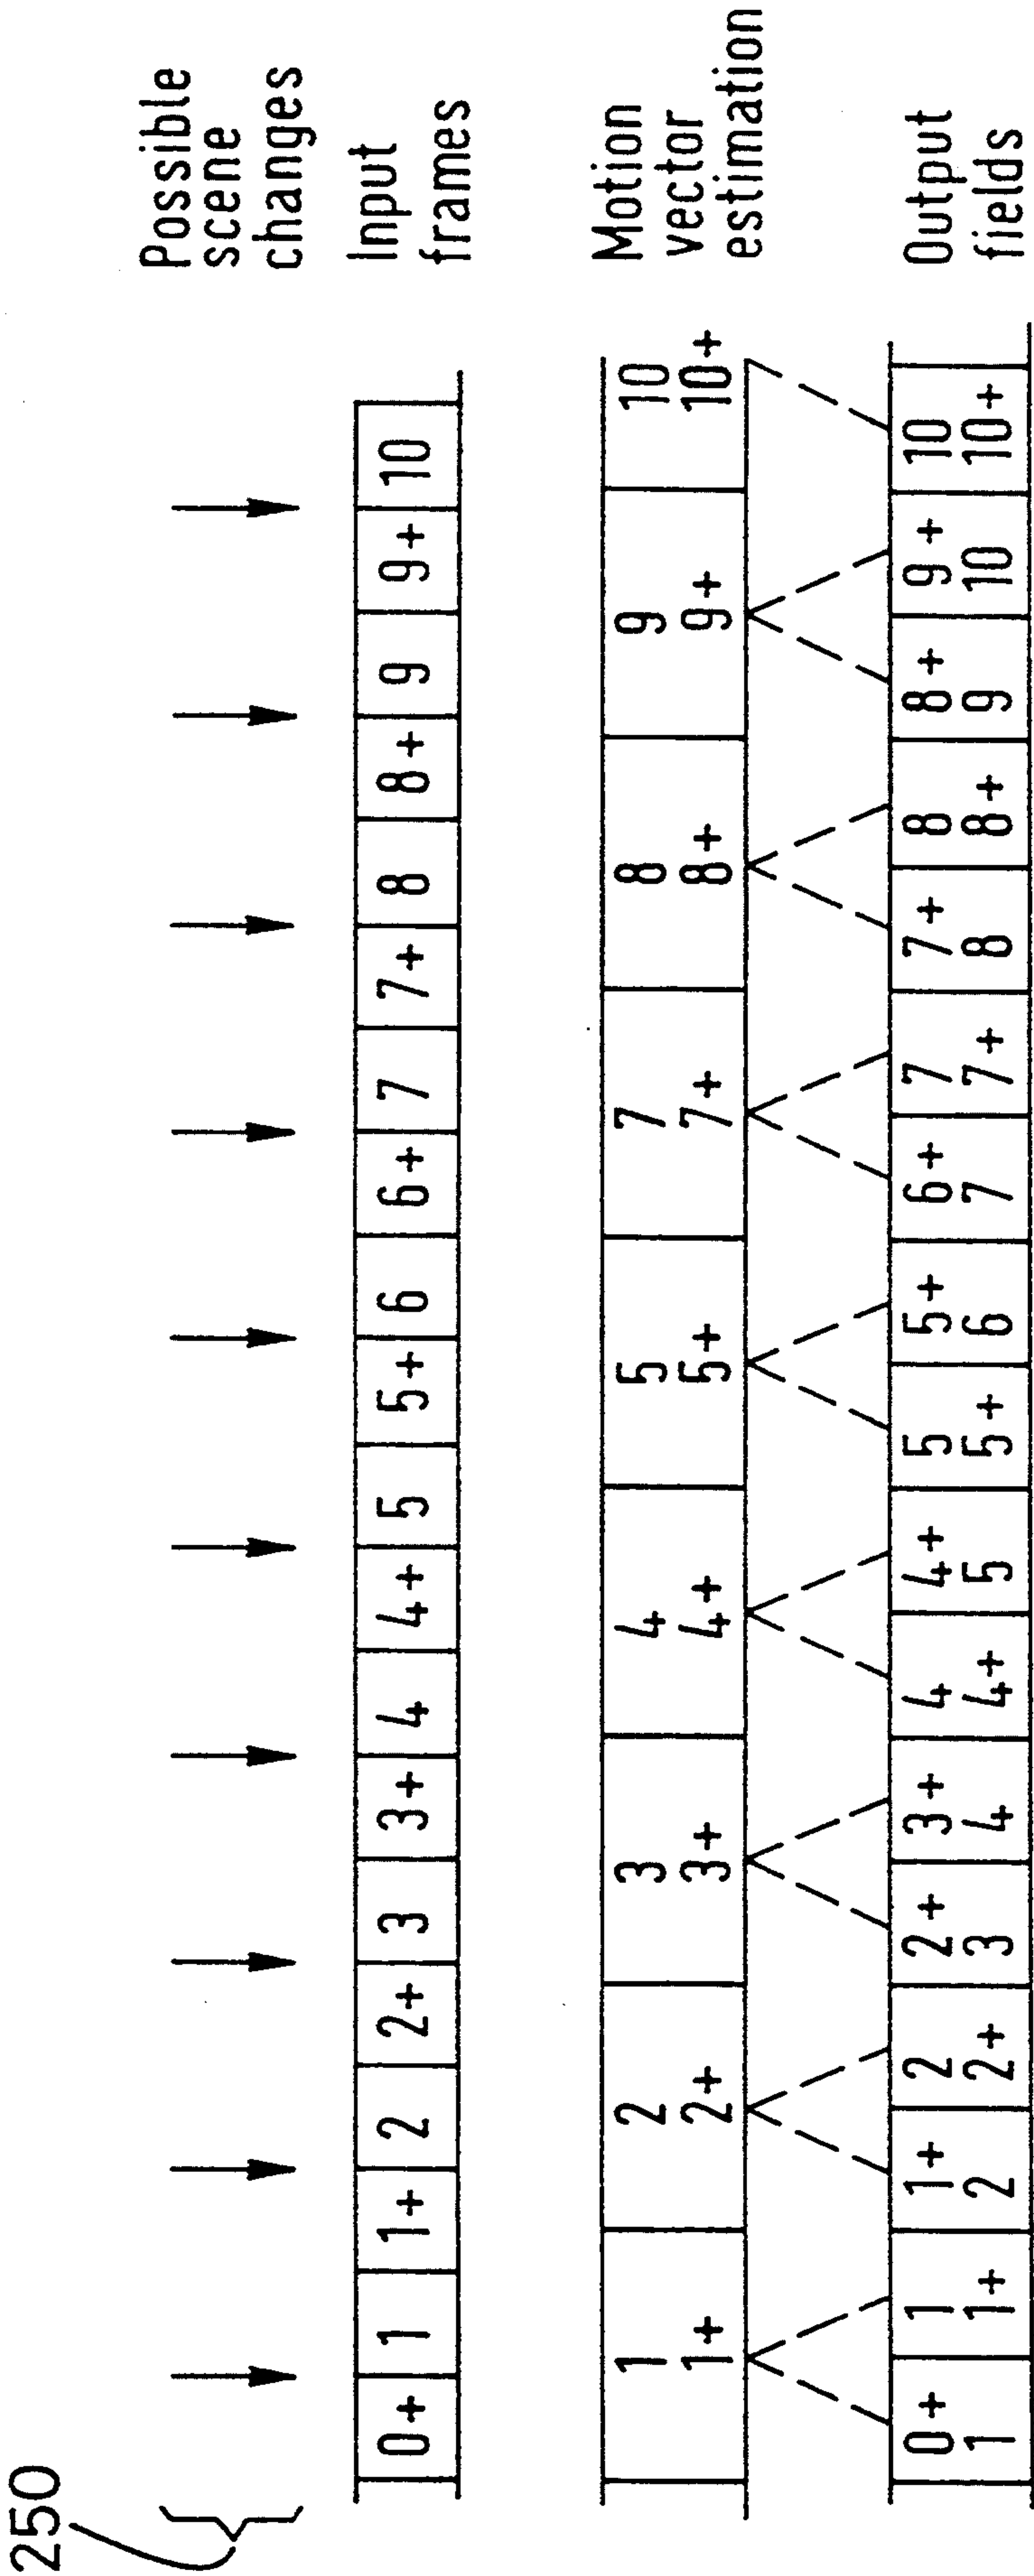 250
Possible
scene
changes
0+ 1 1+ 2 2+ 3 3+ 4 4+ 5 5+ 6 6+ 7 7+ 8 8+ 9 9+ 10
Input
frames
1 2 3 4 5 7 8 9 10
1+ 2+ 3+ 4+ 5+ 7+ 8+ 9+ 10+
Motion
vector
estimation
0+ 1 1+ 2 2+ 3+ 4 4+ 5 5+ 6+ 7 7+ 8 8+ 9+ 10
1 1+ 2 2+ 3 4 4+ 5 5+ 6 7 7+ 8 8+ 9 10 10+
Output
fields